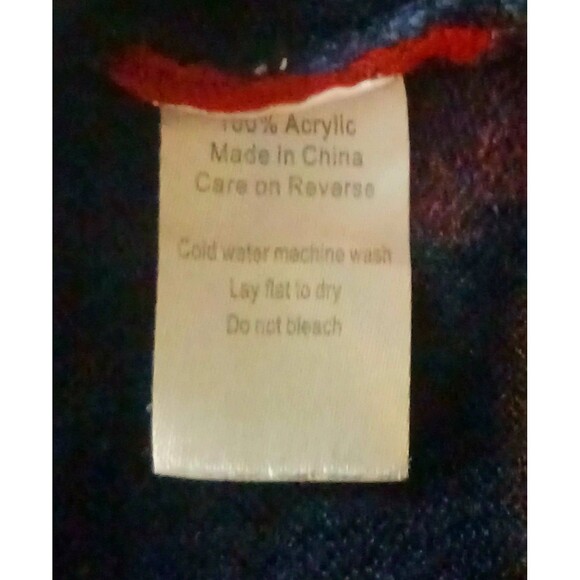 100% Acrylic
Made in China
Care on Reverse
Cold water machine wash
Lay flat to dry
Do not bleach